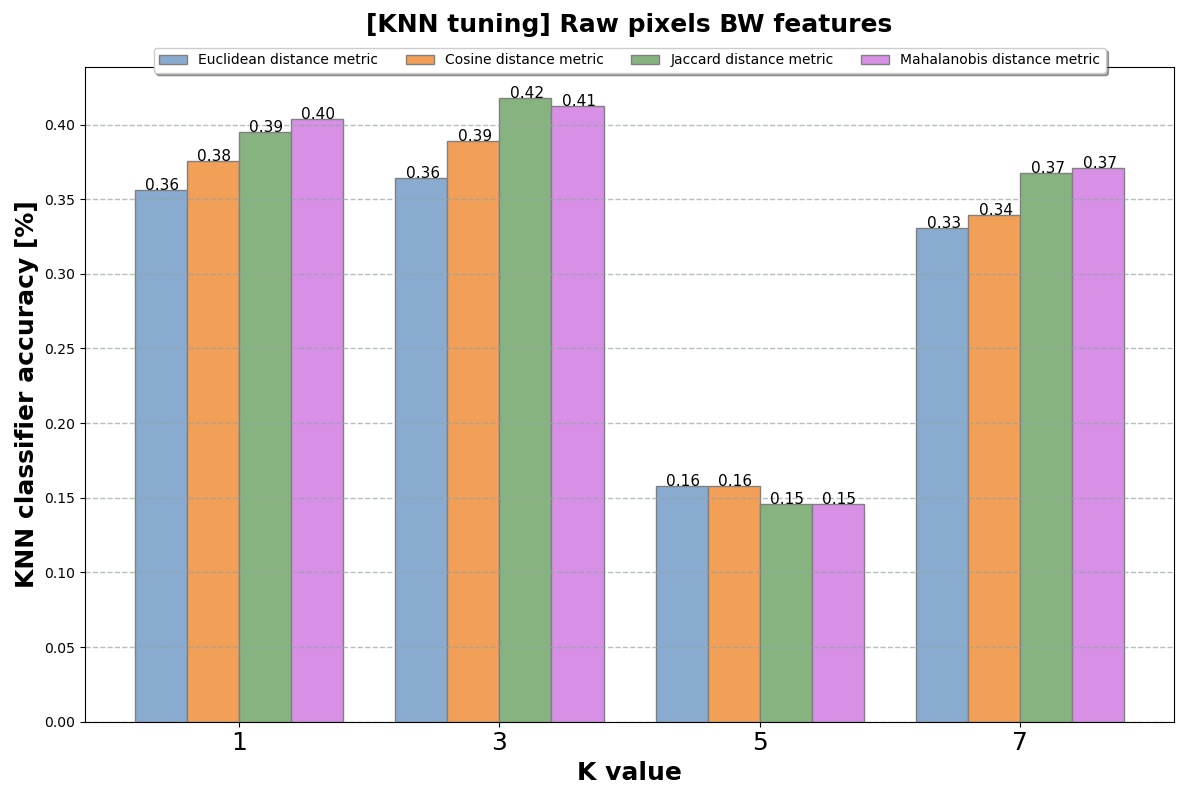 [KNN tuning] Raw pixels BW features
Euclidean distance metric Cosine distance metric Jaccard distance metric Mahalanobis distance metric
KNN classifier accuracy [%]
0.40
0.35
0.30
0.25
0.20
0.15
0.10
0.05
0.00
0.36 0.38 0.39 0.40
0.36 0.39 0.42 0.41
0.16 0.16 0.15 0.15
0.33 0.34 0.37 0.37
1 3 5 7
K value